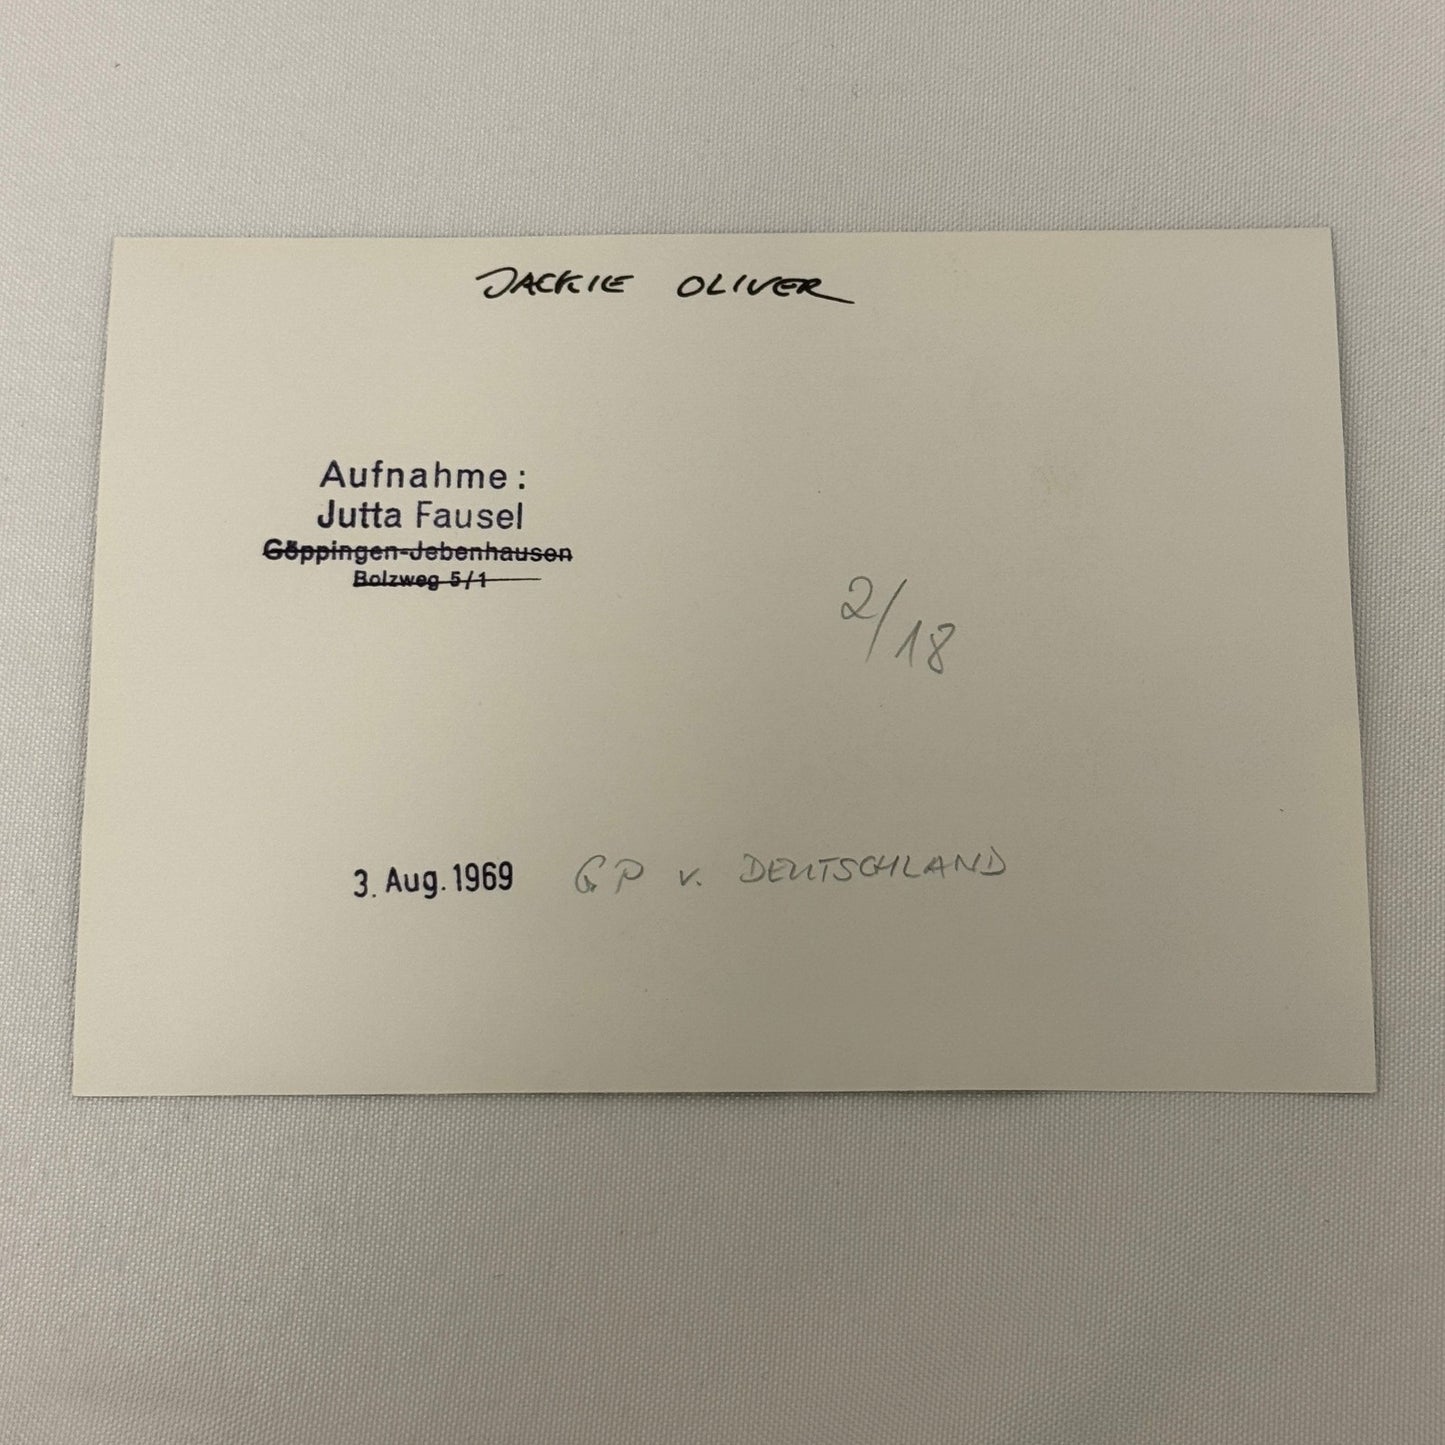 JACKIE OLIVER
Aufnahme:
Jutta Fausel
Göppingen-Jebenhausen
Bolzweg 5/1
2/18
3. Aug. 1969 GP v. DEUTSCHLAND